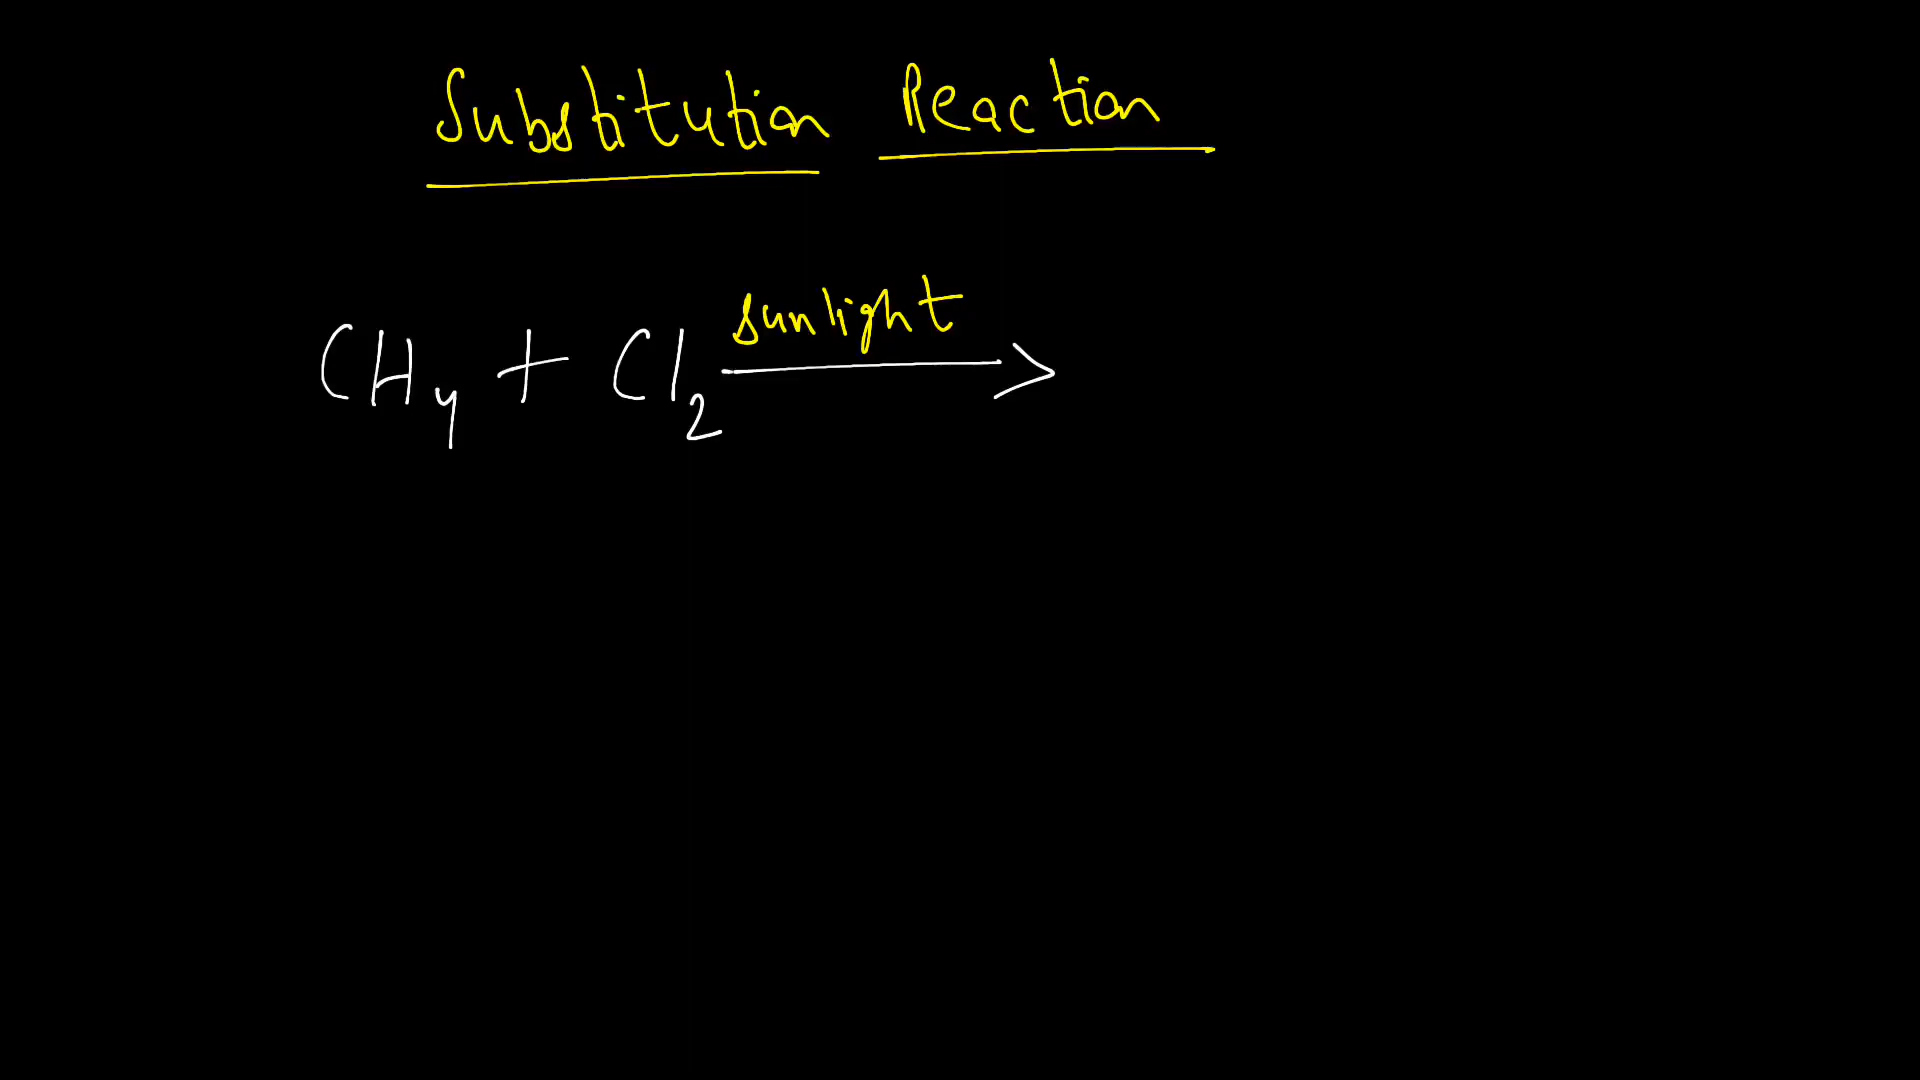 Substitution Reaction
sunlight
CH₄ + Cl₂ ⟶